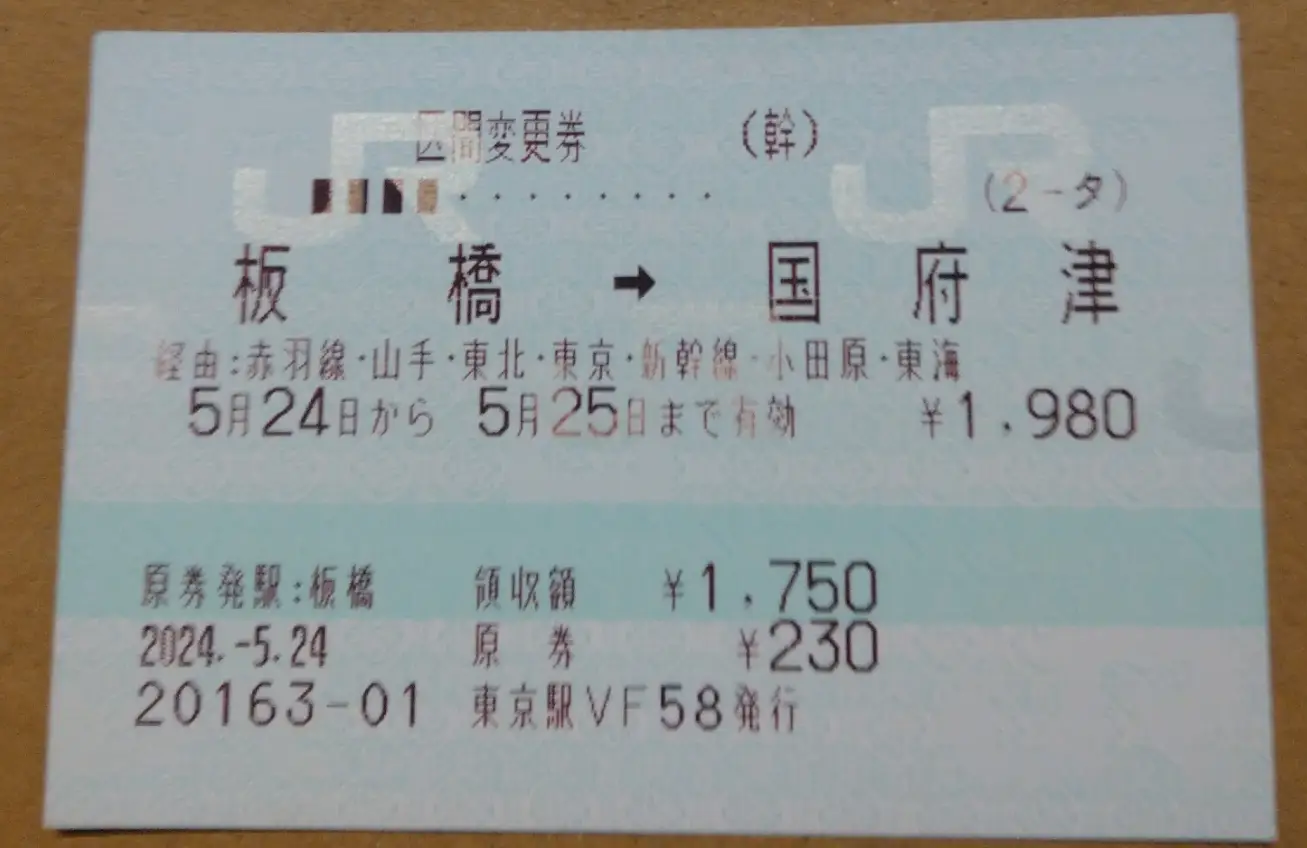 区間変更券 (幹)
(2-タ)
板橋 → 国府津
経由:赤羽線・山手・東北・東京・新幹線・小田原・東海
5月24日から 5月25日まで有効 ¥1,980
原券発駅:板橋 領収額 ¥1,750
2024.-5.24 原券 ¥230
20163-01 東京駅VF58発行
JR JR